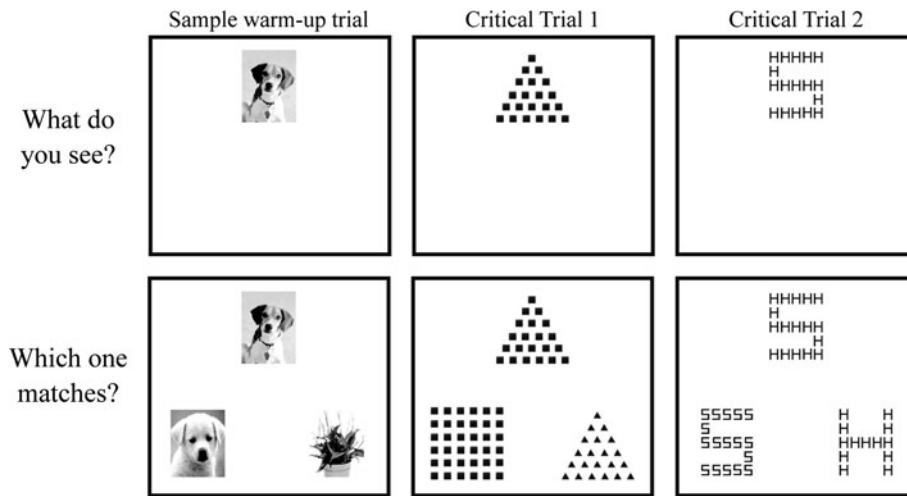 Sample warm-up trial
Critical Trial 1
Critical Trial 2
What do
you see?
HHHHH
H
HHHHH
H
HHHHH
Which one
matches?
HHHHH
H
HHHHH
H
HHHHH
SSSSS
S
SSSSS
S
SSSSS
H H
H H
HHHHH
H H
H H